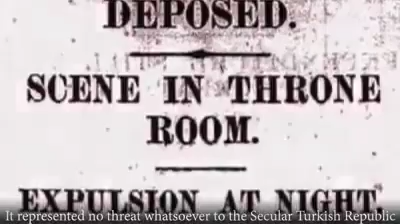 DEPOSED.
SCENE IN THRONE
ROOM.
EXPULSION AT NIGHT.
It represented no threat whatsoever to the Secular Turkish Republic